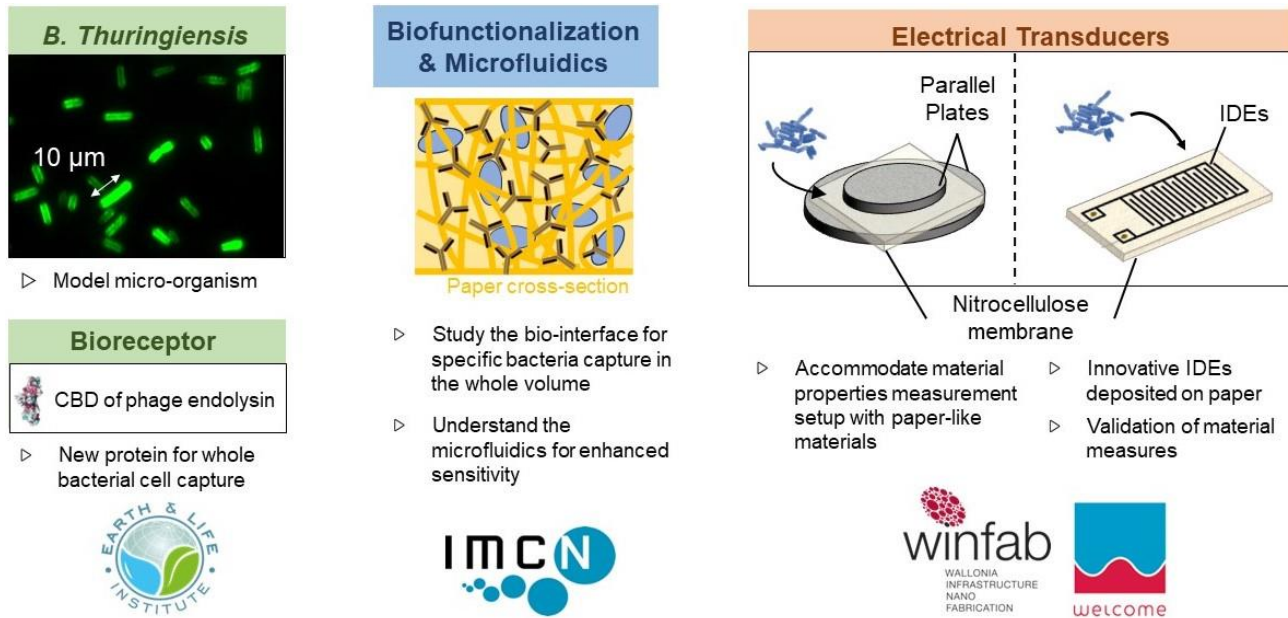 B. Thuringiensis
10 µm
▷ Model micro-organism
Bioreceptor
CBD of phage endolysin
▷ New protein for whole
bacterial cell capture
EARTH & LIFE
INSTITUTE
Biofunctionalization
& Microfluidics
Paper cross-section
▷ Study the bio-interface for
specific bacteria capture in
the whole volume
▷ Understand the
microfluidics for enhanced
sensitivity
IMCN
Electrical Transducers
Parallel
Plates
IDEs
Nitrocellulose
membrane
▷ Accommodate material
properties measurement
setup with paper-like
materials
▷ Innovative IDEs
deposited on paper
▷ Validation of material
measures
winfab
WALLONIA
INFRASTRUCTURE
NANO
FABRICATION
welcome